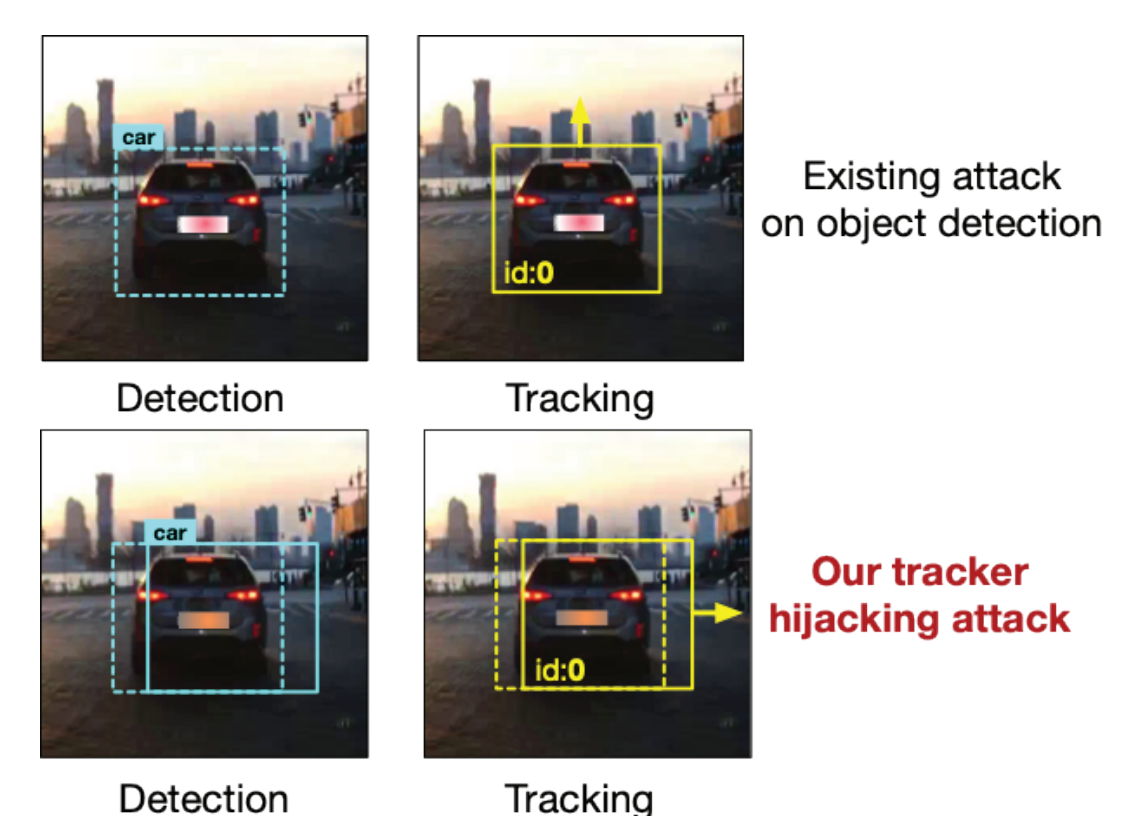 car
id:0
Existing attack
on object detection
Detection
Tracking
car
id:0
Our tracker
hijacking attack
Detection
Tracking